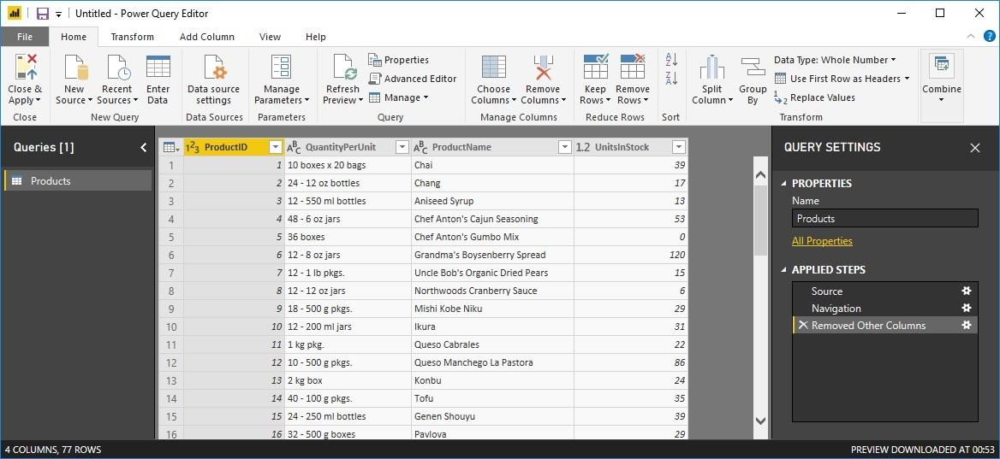 Untitled - Power Query Editor
File Home Transform Add Column View Help
Close & Apply
New Source
Recent Sources
Enter Data
Data source settings
Manage Parameters
Refresh Preview
Properties
Advanced Editor
Manage
Choose Columns
Remove Columns
Keep Rows
Remove Rows
A Z
Z A
Split Column
Group By
Data Type: Whole Number
Use First Row as Headers
1 2 Replace Values
Combine
Close New Query Data Sources Parameters Query Manage Columns Reduce Rows Sort Transform
Queries [1]
Products
123 ProductID ABC QuantityPerUnit ABC ProductName 1.2 UnitsInStock
1 1 10 boxes x 20 bags Chai 39
2 2 24 - 12 oz bottles Chang 17
3 3 12 - 550 ml bottles Aniseed Syrup 13
4 4 48 - 6 oz jars Chef Anton's Cajun Seasoning 53
5 5 36 boxes Chef Anton's Gumbo Mix 0
6 6 12 - 8 oz jars Grandma's Boysenberry Spread 120
7 7 12 - 1 lb pkgs. Uncle Bob's Organic Dried Pears 15
8 8 12 - 12 oz jars Northwoods Cranberry Sauce 6
9 9 18 - 500 g pkgs. Mishi Kobe Niku 29
10 10 12 - 200 ml jars Ikura 31
11 11 1 kg pkg. Queso Cabrales 22
12 12 10 - 500 g pkgs. Queso Manchego La Pastora 86
13 13 2 kg box Konbu 24
14 14 40 - 100 g pkgs. Tofu 35
15 15 24 - 250 ml bottles Genen Shouyu 39
16 16 32 - 500 g boxes Pavlova 29
QUERY SETTINGS
PROPERTIES
Name
Products
All Properties
APPLIED STEPS
Source
Navigation
Removed Other Columns
4 COLUMNS, 77 ROWS
PREVIEW DOWNLOADED AT 00:53